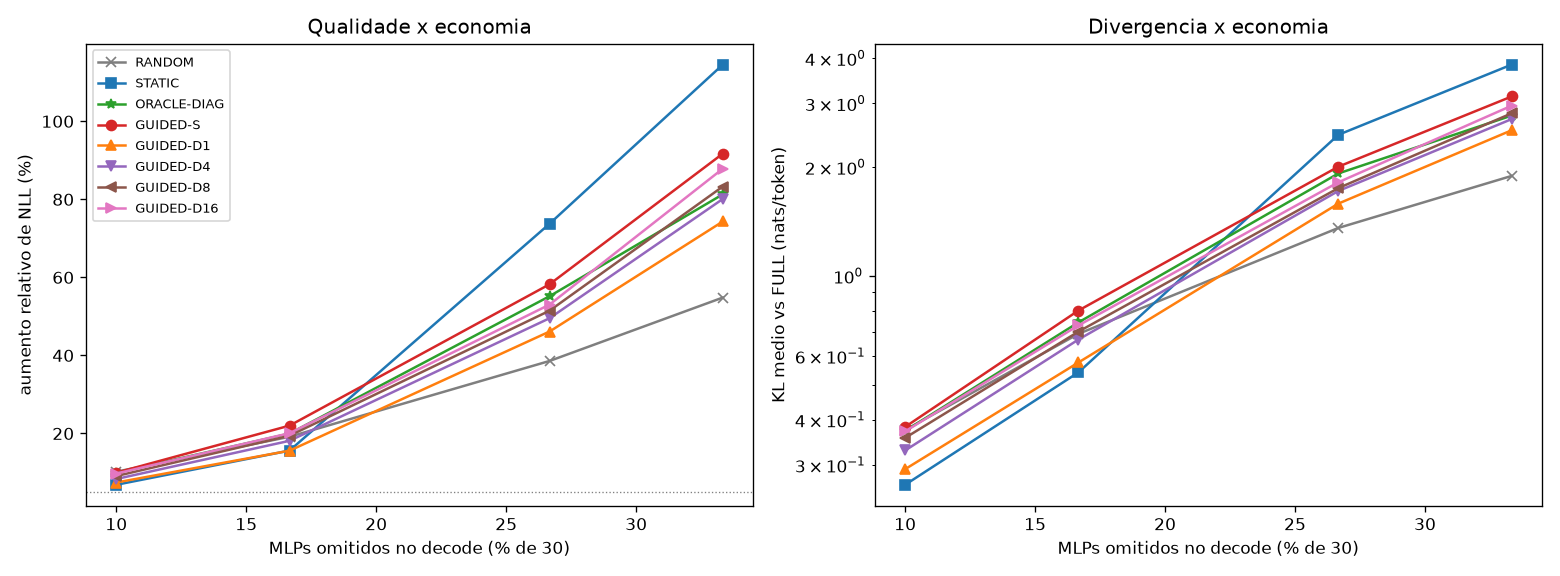 Qualidade x economia
aumento relativo de NLL (%)
100
80
60
40
20
RANDOM
STATIC
ORACLE-DIAG
GUIDED-S
GUIDED-D1
GUIDED-D4
GUIDED-D8
GUIDED-D16
10
15
20
25
30
MLPs omitidos no decode (% de 30)
Divergencia x economia
KL medio vs FULL (nats/token)
4 × 10⁰
3 × 10⁰
2 × 10⁰
10⁰
6 × 10⁻¹
4 × 10⁻¹
3 × 10⁻¹
10
15
20
25
30
MLPs omitidos no decode (% de 30)